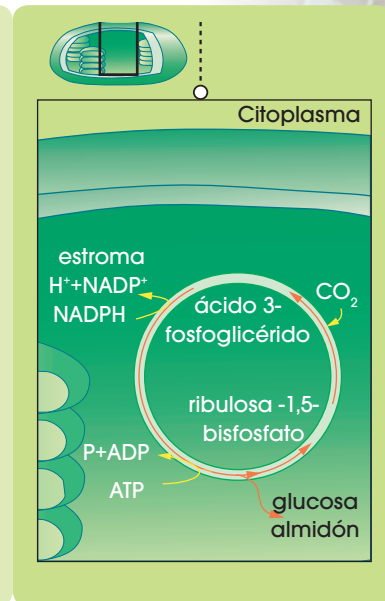 Citoplasma
estroma
H⁺+NADP⁺
NADPH
ácido 3-
fosfoglicérido
CO₂
ribulosa -1,5-
bisfosfato
P+ADP
ATP
glucosa
almidón